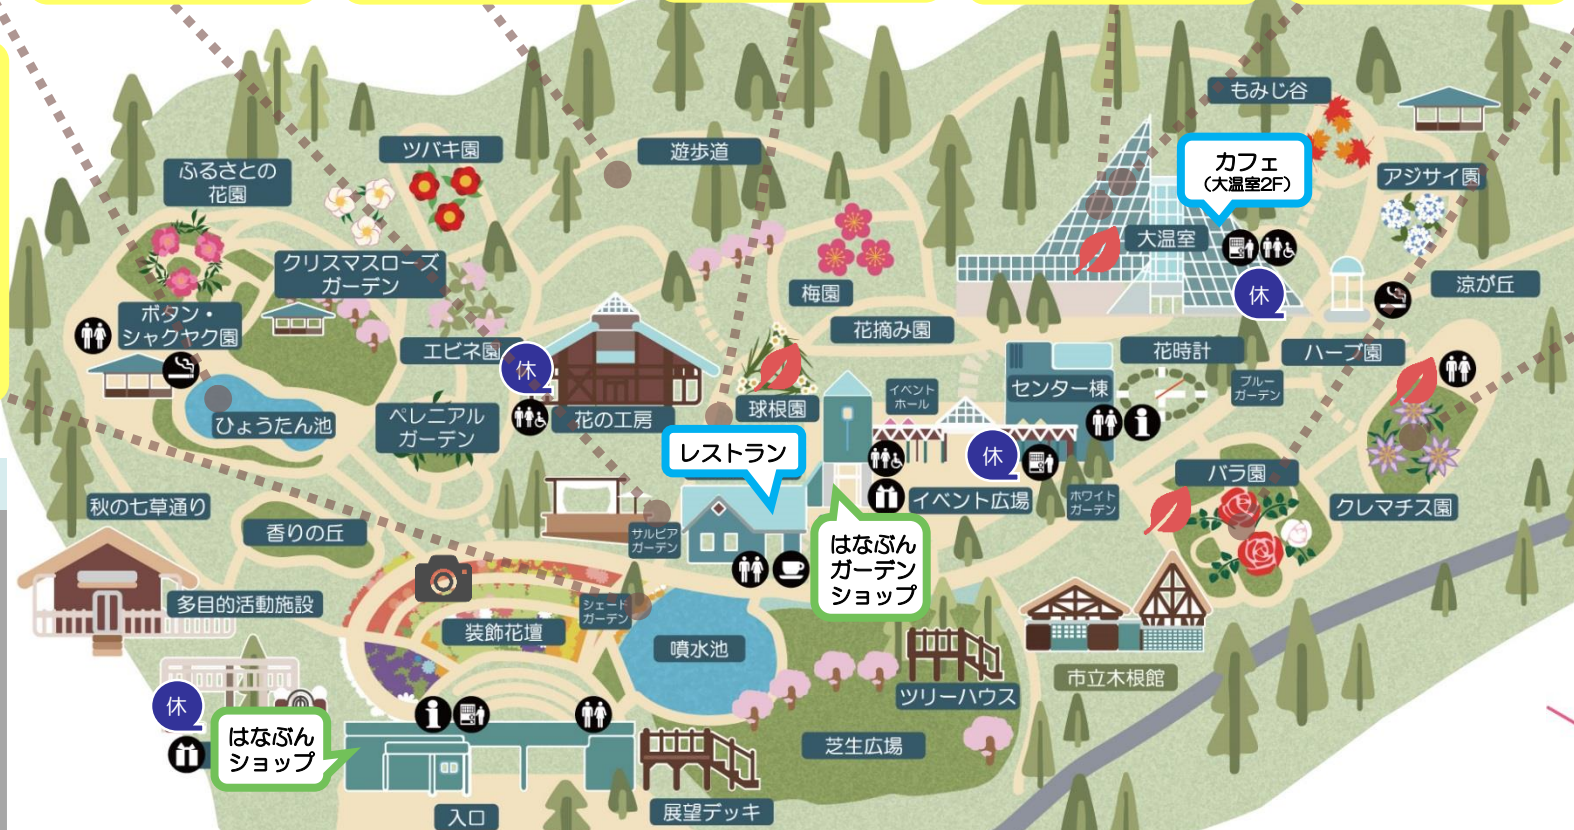 もみじ谷
ツバキ園
遊歩道
ふるさとの
花園
カフェ
（大温室2F）
アジサイ園
大温室
クリスマスローズ
ガーデン
梅園
休
涼が丘
ボタン・
シャクヤク園
花摘み園
エビネ園
休
花時計
ハーブ園
センター棟
ブルー
ガーデン
イベント
ホール
球根園
花の工房
ペレニアル
ガーデン
ひょうたん池
レストラン
休
バラ園
イベント広場
ホワイト
ガーデン
クレマチス園
秋の七草通り
香りの丘
サルビア
ガーデン
はなぶん
ガーデン
ショップ
多目的活動施設
シェード
ガーデン
装飾花壇
噴水池
市立木根館
ツリーハウス
休
はなぶん
ショップ
芝生広場
展望デッキ
入口